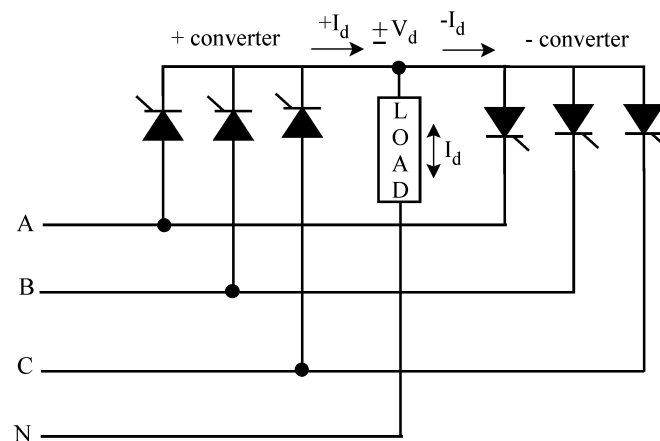 + converter
+I_d
± V_d
-I_d
- converter
L
O
A
D
I_d
A
B
C
N